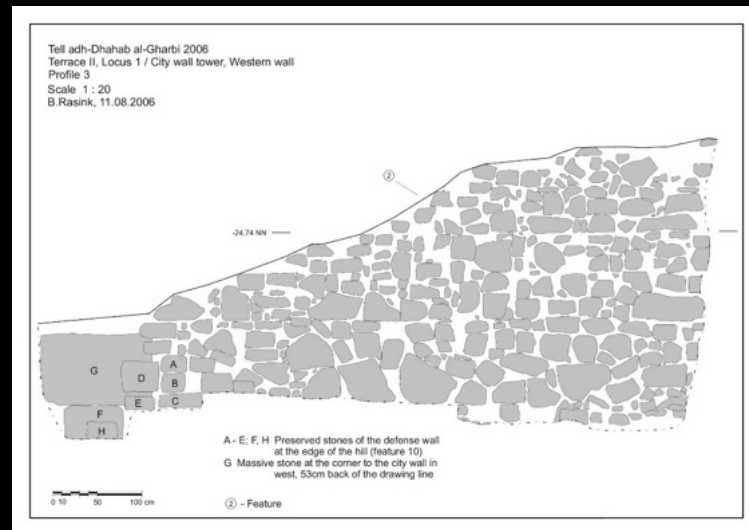 Tell adh-Dhahab al-Gharbi 2006
Terrace II, Locus 1 / City wall tower, Western wall
Profile 3
Scale 1 : 20
B.Rasink, 11.08.2006
②
-24,74 NN
G
D
A
B
E
C
F
H
A - E; F, H Preserved stones of the defense wall
at the edge of the hill (feature 10)
G Massive stone at the corner to the city wall in
west, 53cm back of the drawing line
0 10 50 100 cm
② - Feature